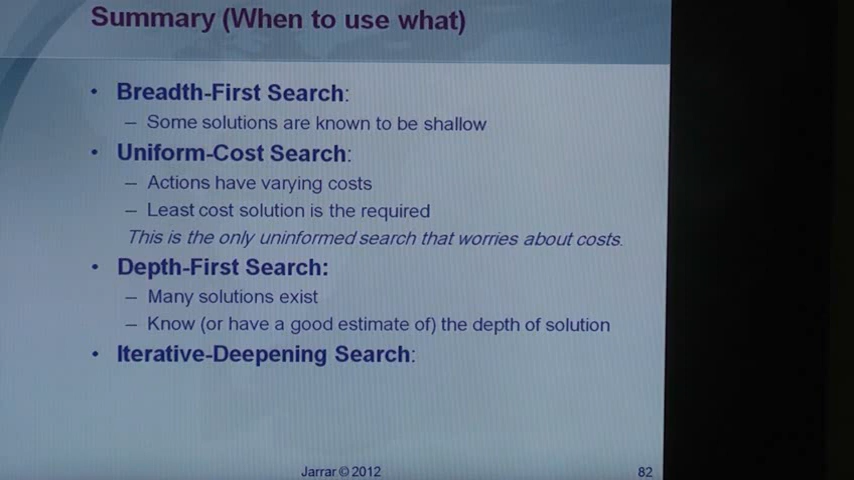 Summary (When to use what)
• Breadth-First Search:
– Some solutions are known to be shallow
• Uniform-Cost Search:
– Actions have varying costs
– Least cost solution is the required
This is the only uninformed search that worries about costs.
• Depth-First Search:
– Many solutions exist
– Know (or have a good estimate of) the depth of solution
• Iterative-Deepening Search:
Jarrar © 2012
82